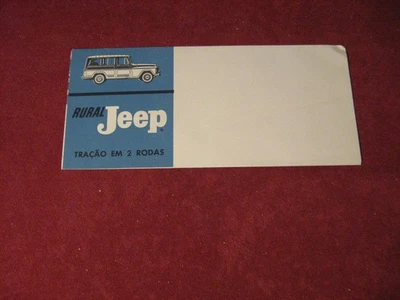 RURAL Jeep
TRAÇÃO EM 2 RODAS